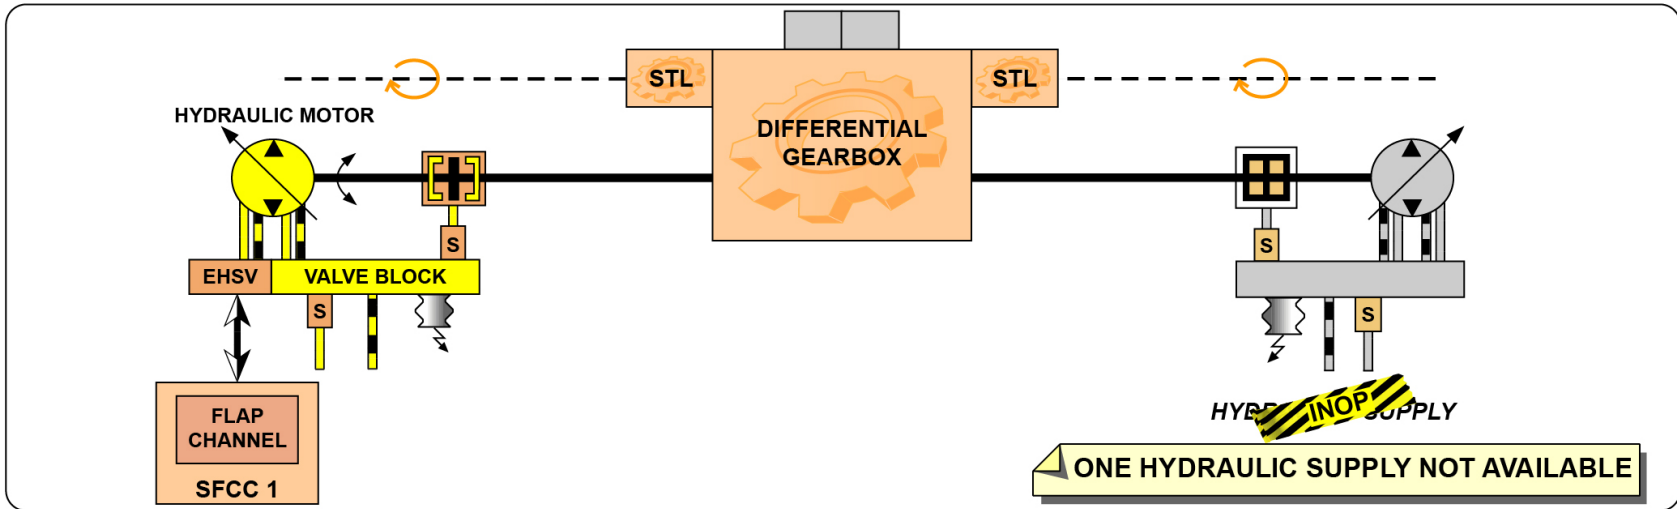 STL
STL
HYDRAULIC MOTOR
DIFFERENTIAL
GEARBOX
S
S
EHSV
VALVE BLOCK
S
S
INOP
FLAP
CHANNEL
SFCC 1
ONE HYDRAULIC SUPPLY NOT AVAILABLE